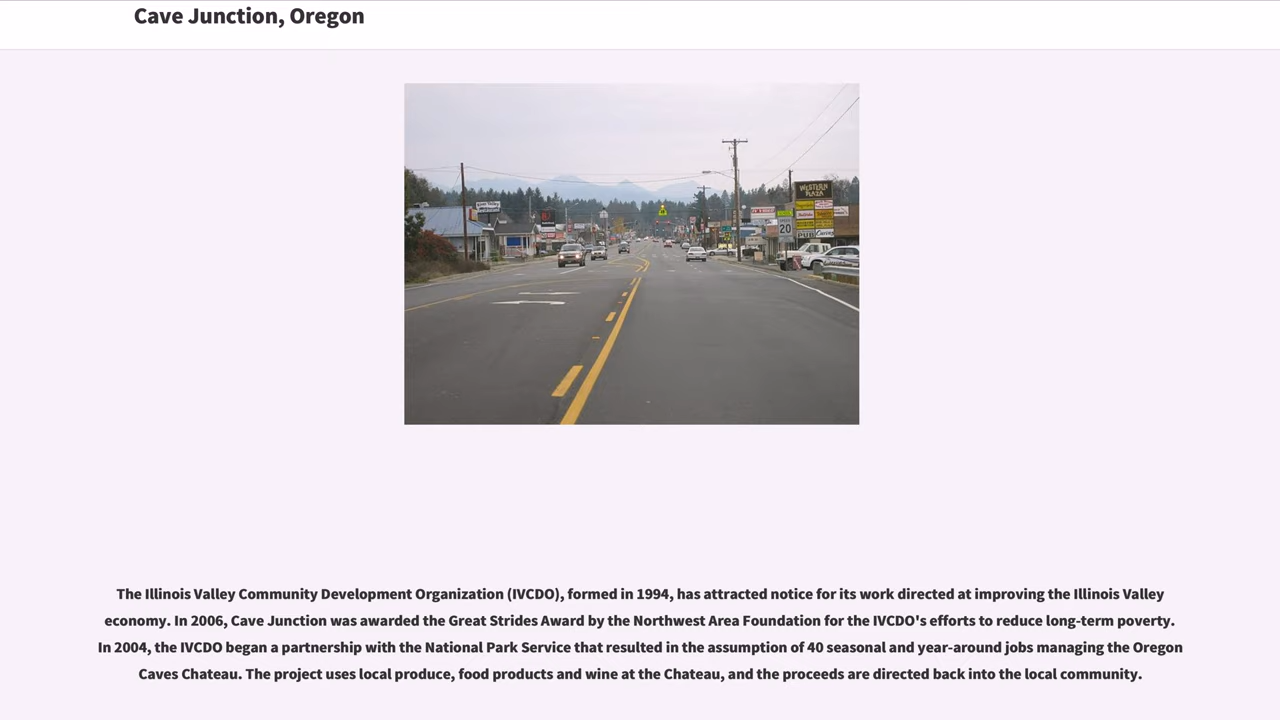 Cave Junction, Oregon
WESTERN
PLAZA
SPEED
20
The Illinois Valley Community Development Organization (IVCDO), formed in 1994, has attracted notice for its work directed at improving the Illinois Valley
economy. In 2006, Cave Junction was awarded the Great Strides Award by the Northwest Area Foundation for the IVCDO's efforts to reduce long-term poverty.
In 2004, the IVCDO began a partnership with the National Park Service that resulted in the assumption of 40 seasonal and year-around jobs managing the Oregon
Caves Chateau. The project uses local produce, food products and wine at the Chateau, and the proceeds are directed back into the local community.